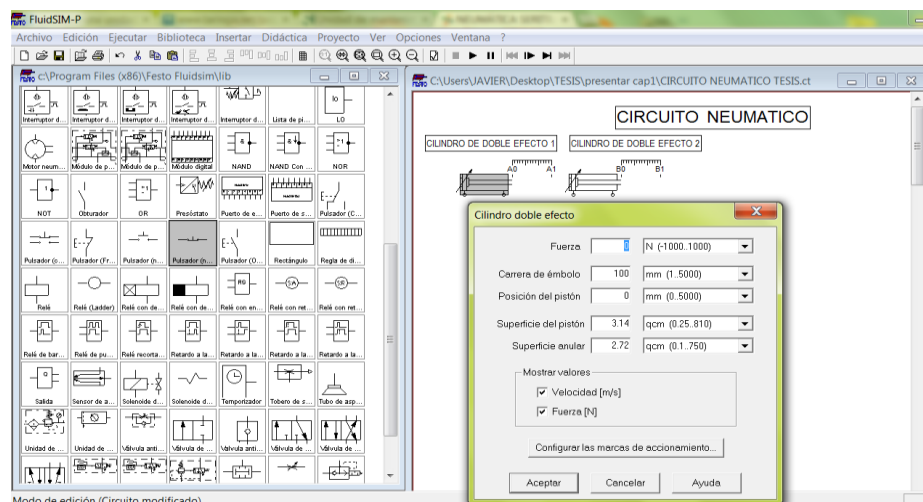 FluidSIM-P
Archivo Edición Ejecutar Biblioteca Insertar Didáctica Proyecto Ver Opciones Ventana ?
c:\Program Files (x86)\Festo Fluidsim\lib
Interruptor d... Interruptor d... Interruptor d... Interruptor d... Interruptor d... Lista de pi... LO
Motor neum... Módulo de p... Módulo de p... Módulo digital NAND NAND Con ... NOR
NOT Obturador OR Presóstato Puerto de e... Puerto de s... Pulsador (C...
Pulsador (c... Pulsador (Fr... Pulsador (n... Pulsador (n... Pulsador (O... Rectángulo Regla de di...
Relé Relé (Ladder) Relé con de... Relé con de... Relé con en... Relé con ret... Relé con ret...
Relé de bar... Relé de pu... Relé recorta... Retardo a la... Retardo a la... Retardo a la... Retardo a la...
Salida Sensor de a... Solenoide d... Solenoide d... Temporizador Tobero de s... Tubo de asp...
Unidad de ... Unidad de ... Válvula anti... Válvula de ... Válvula anti... Válvula de ... Válvula de ...
Modo de edición (Circuito modificado)
C:\Users\JAVIER\Desktop\TESIS\presentar cap1\CIRCUITO NEUMATICO TESIS.ct
CIRCUITO NEUMATICO
CILINDRO DE DOBLE EFECTO 1 CILINDRO DE DOBLE EFECTO 2
A0 A1 B0 B1
Cilindro doble efecto
Fuerza 0 N (-1000..1000)
Carrera de émbolo 100 mm (1..5000)
Posición del pistón 0 mm (0..5000)
Superficie del pistón 3.14 qcm (0.25..810)
Superficie anular 2.72 qcm (0.1..750)
Mostrar valores
Velocidad [m/s]
Fuerza [N]
Configurar las marcas de accionamiento...
Aceptar Cancelar Ayuda